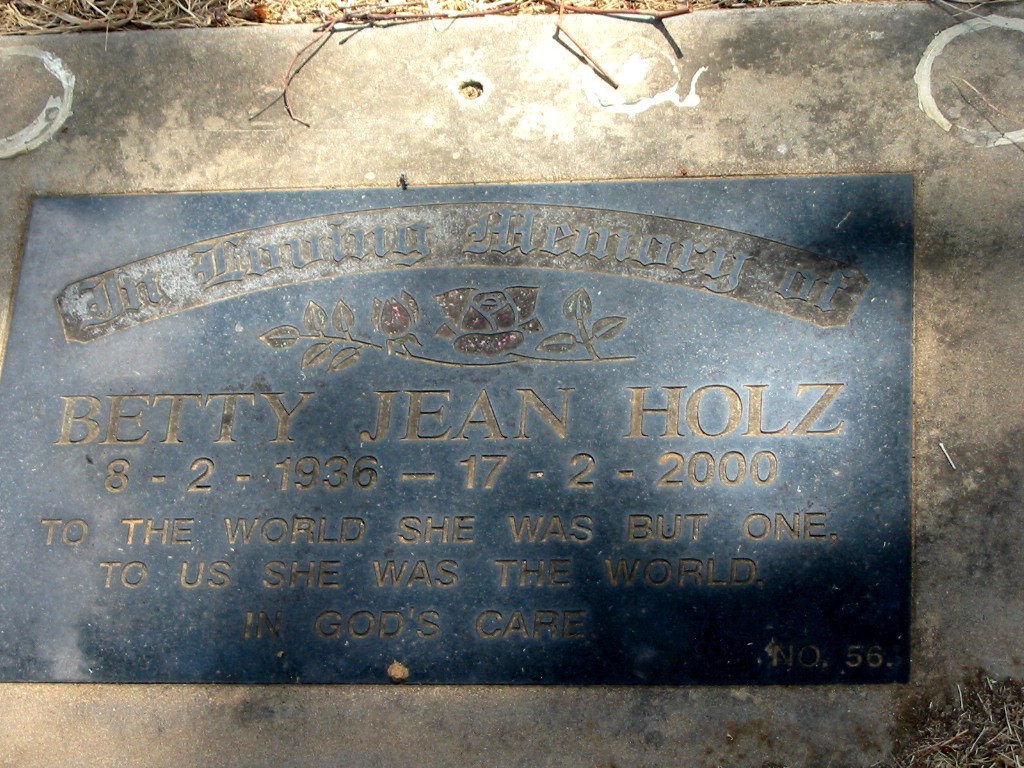 In Loving Memory of
BETTY JEAN HOLZ
8 - 2 - 1936 — 17 - 2 - 2000
TO THE WORLD SHE WAS BUT ONE.
TO US SHE WAS THE WORLD.
IN GOD'S CARE.
NO. 56.